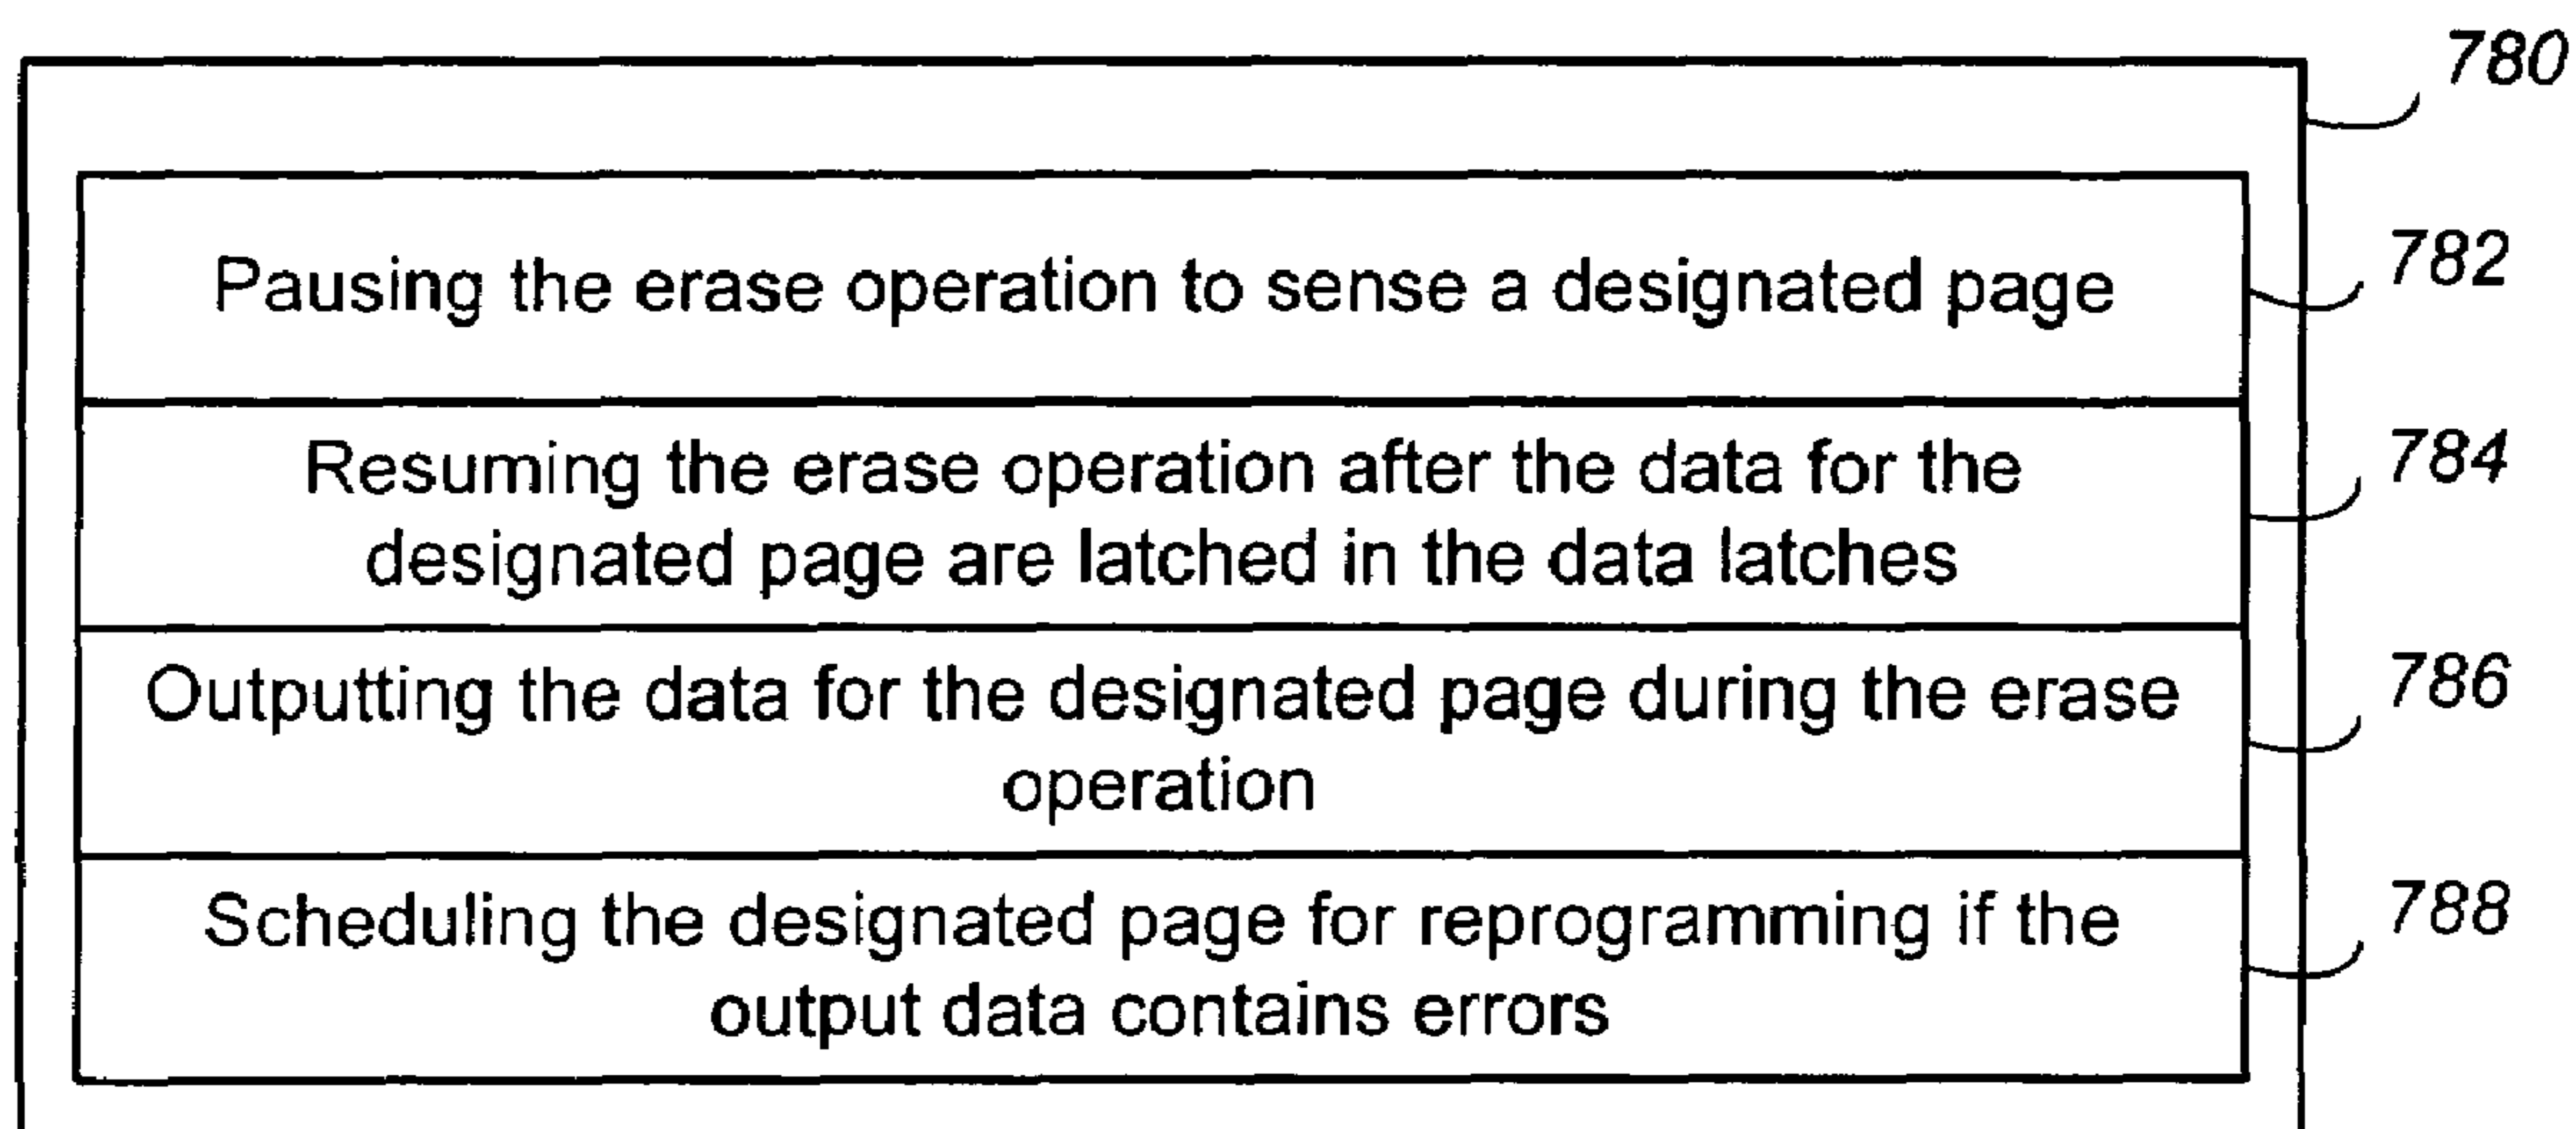 780
Pausing the erase operation to sense a designated page
782
Resuming the erase operation after the data for the
designated page are latched in the data latches
784
Outputting the data for the designated page during the erase
operation
786
Scheduling the designated page for reprogramming if the
output data contains errors
788